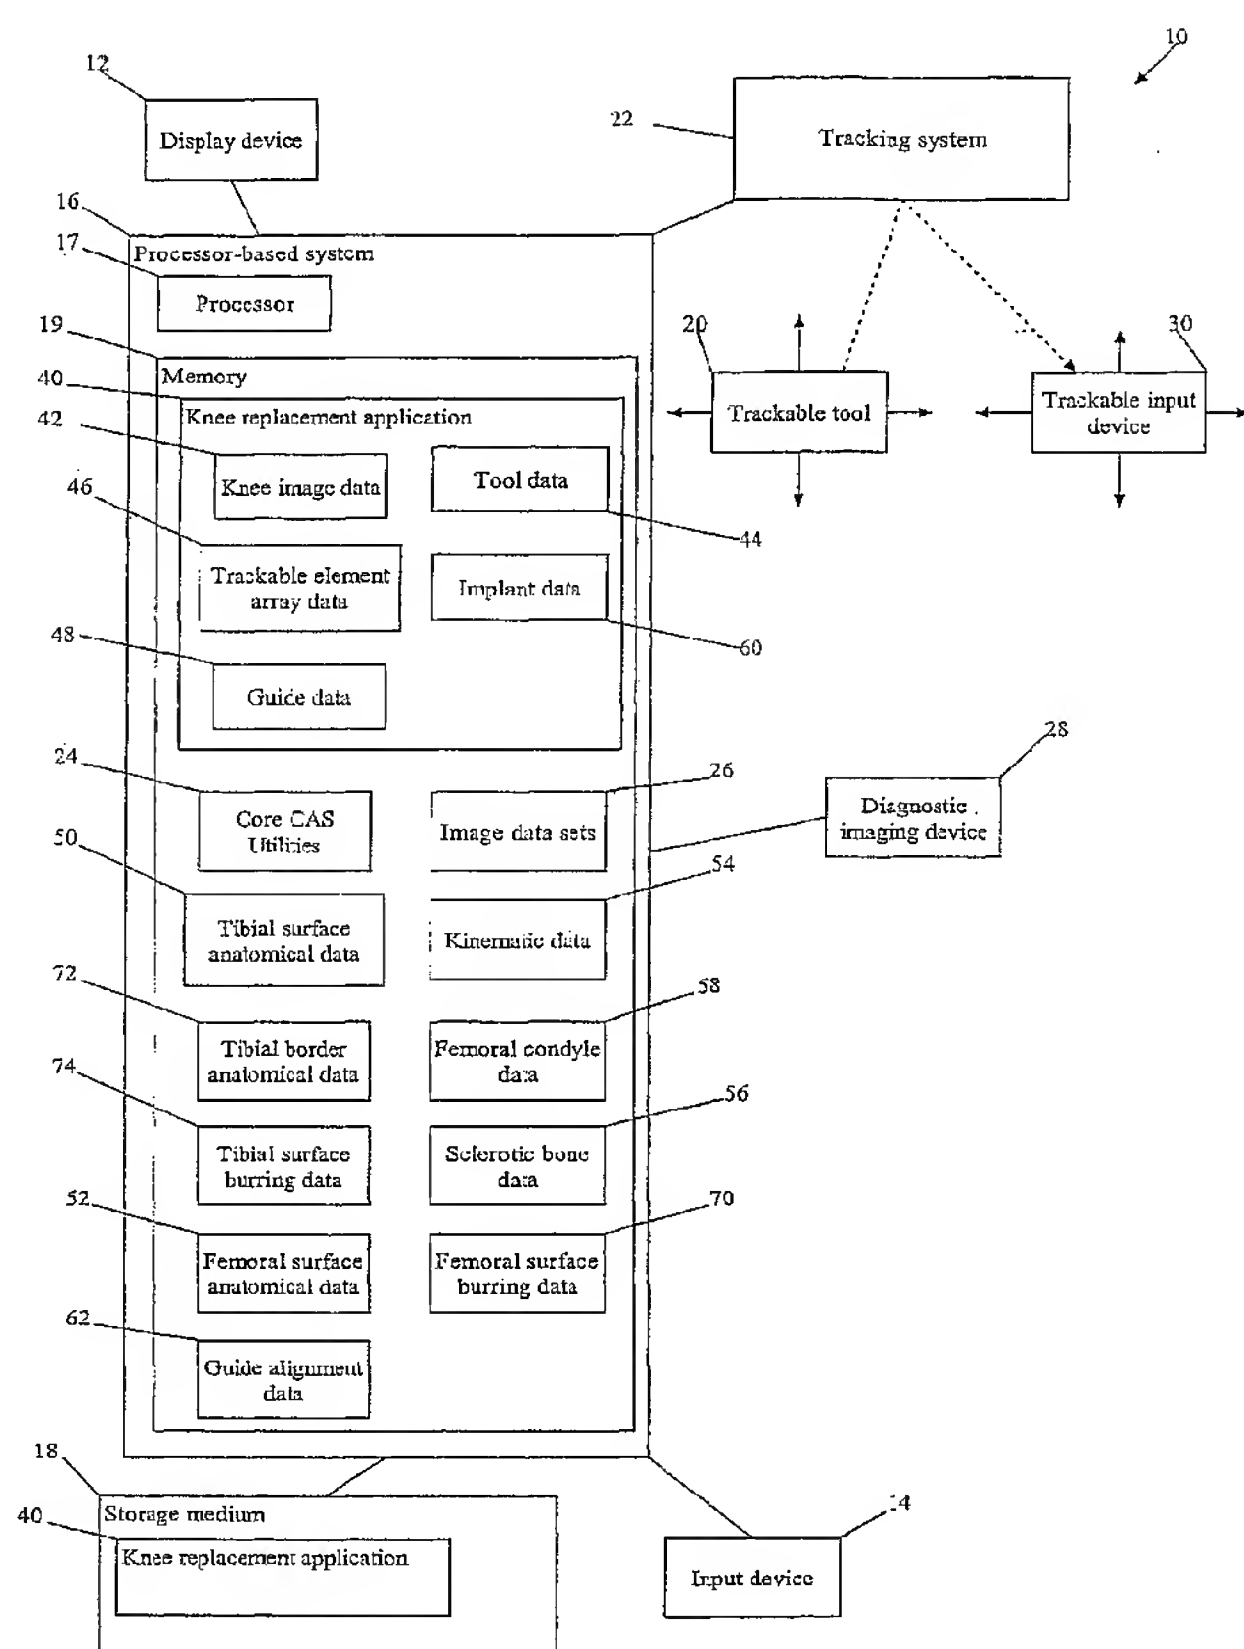 10
12
Display device
22
Tracking system
16
Processor-based system
17
Processor
19
Memory
20
Trackable tool
30
Trackable input
device
40
Knee replacement application
42
Knee image data
Tool data
44
46
Trackable element
array data
Implant data
60
48
Guide data
24
Core CAS
Utilities
26
Image data sets
28
Diagnostic
imaging device
50
Tibial surface
anatomical data
54
Kinematic data
72
Tibial border
anatomical data
58
Femoral condyle
data
74
Tibial surface
burring data
56
Sclerotic bone
data
52
Femoral surface
anatomical data
70
Femoral surface
burring data
62
Guide alignment
data
18
Storage medium
40
Knee replacement application
14
Input device